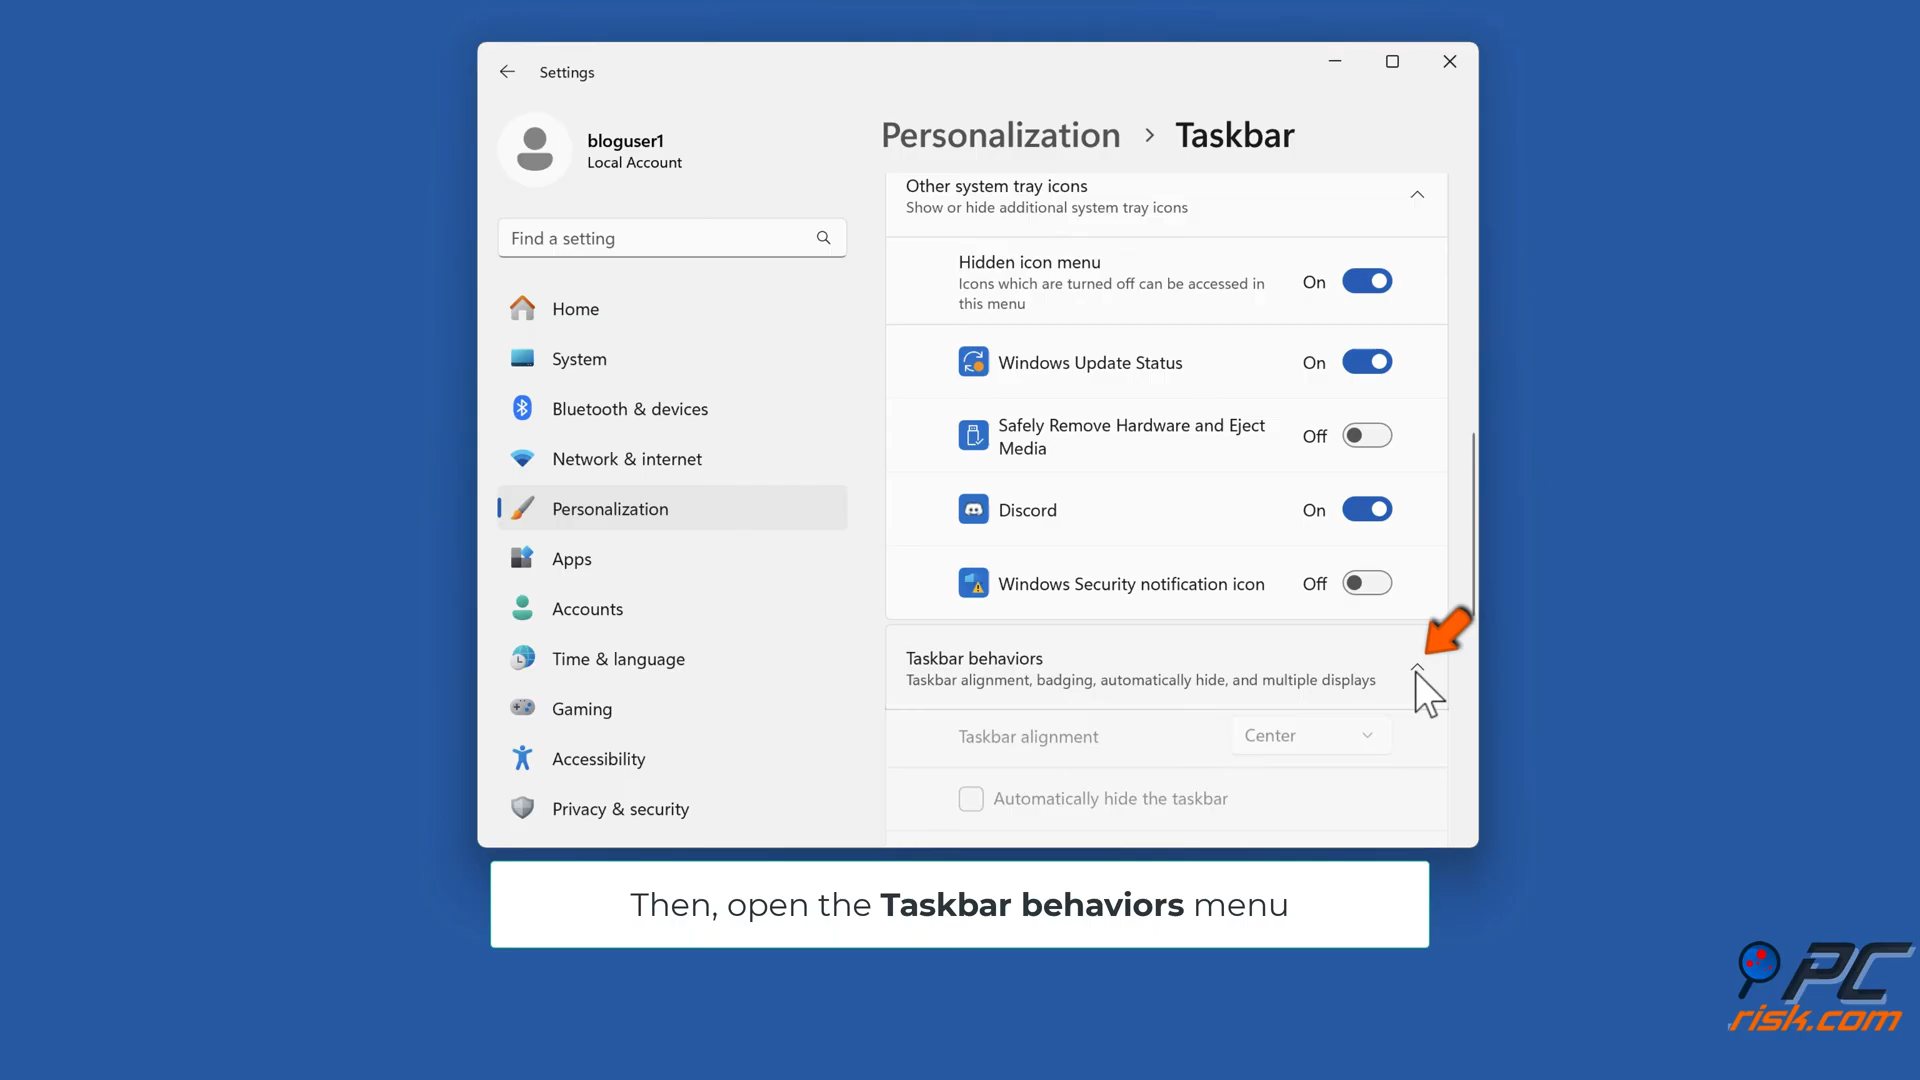 Settings
bloguser1
Local Account
Find a setting
Home
System
Bluetooth & devices
Network & internet
Personalization
Apps
Accounts
Time & language
Gaming
Accessibility
Privacy & security
Personalization > Taskbar
Other system tray icons
Show or hide additional system tray icons
Hidden icon menu
Icons which are turned off can be accessed in
this menu
On
Windows Update Status On
Safely Remove Hardware and Eject
Media
Off
Discord On
Windows Security notification icon Off
Taskbar behaviors
Taskbar alignment, badging, automatically hide, and multiple displays
Taskbar alignment Center
Automatically hide the taskbar
Then, open the Taskbar behaviors menu
PC
risk.com